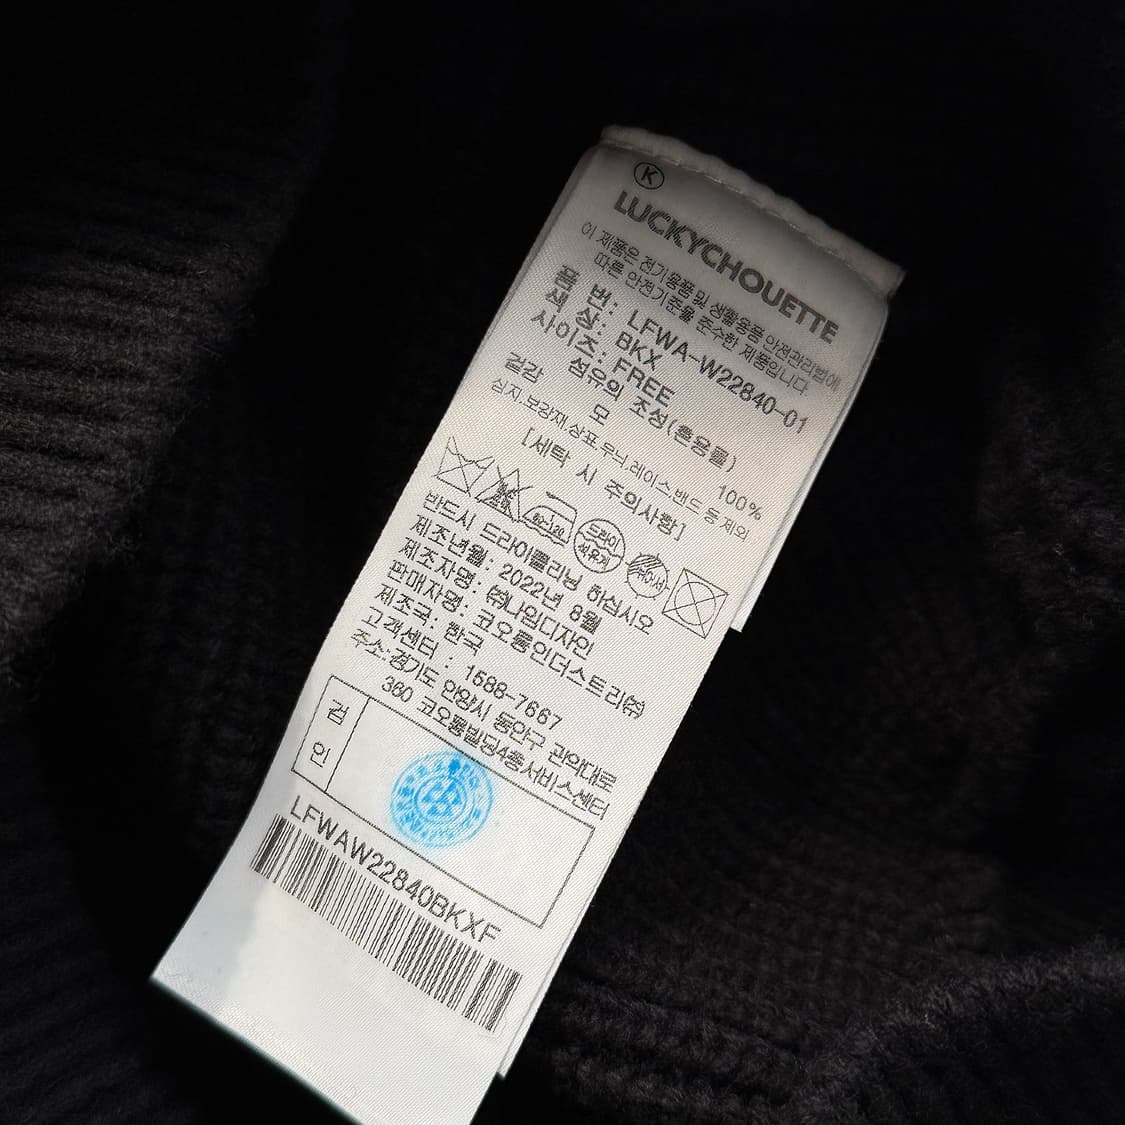 K
LUCKYCHOUETTE
이 제품은 전기용품 및 생활용품 안전관리법에
따른 안전기준을 준수한 제품입니다.
품 번: LFWA-W22840-01
색 상: BKX
사이즈: FREE
섬유의 조성(혼용률)
겉감 모 100%
심지,보강재,상표,무늬,레이스,밴드 등 제외
[세탁 시 주의사항]
드라이
석유계
반드시 드라이클리닝 하십시오
제조년월: 2022년 8월
제조자명: ㈜나임디자인
판매자명: 코오롱인더스트리㈜
제조국: 한국
고객센터 : 1588-7667
주소:경기도 안양시 동안구 관악대로
360 코오롱빌딩4층서비스센터
검인
LFWAW22840BKXF